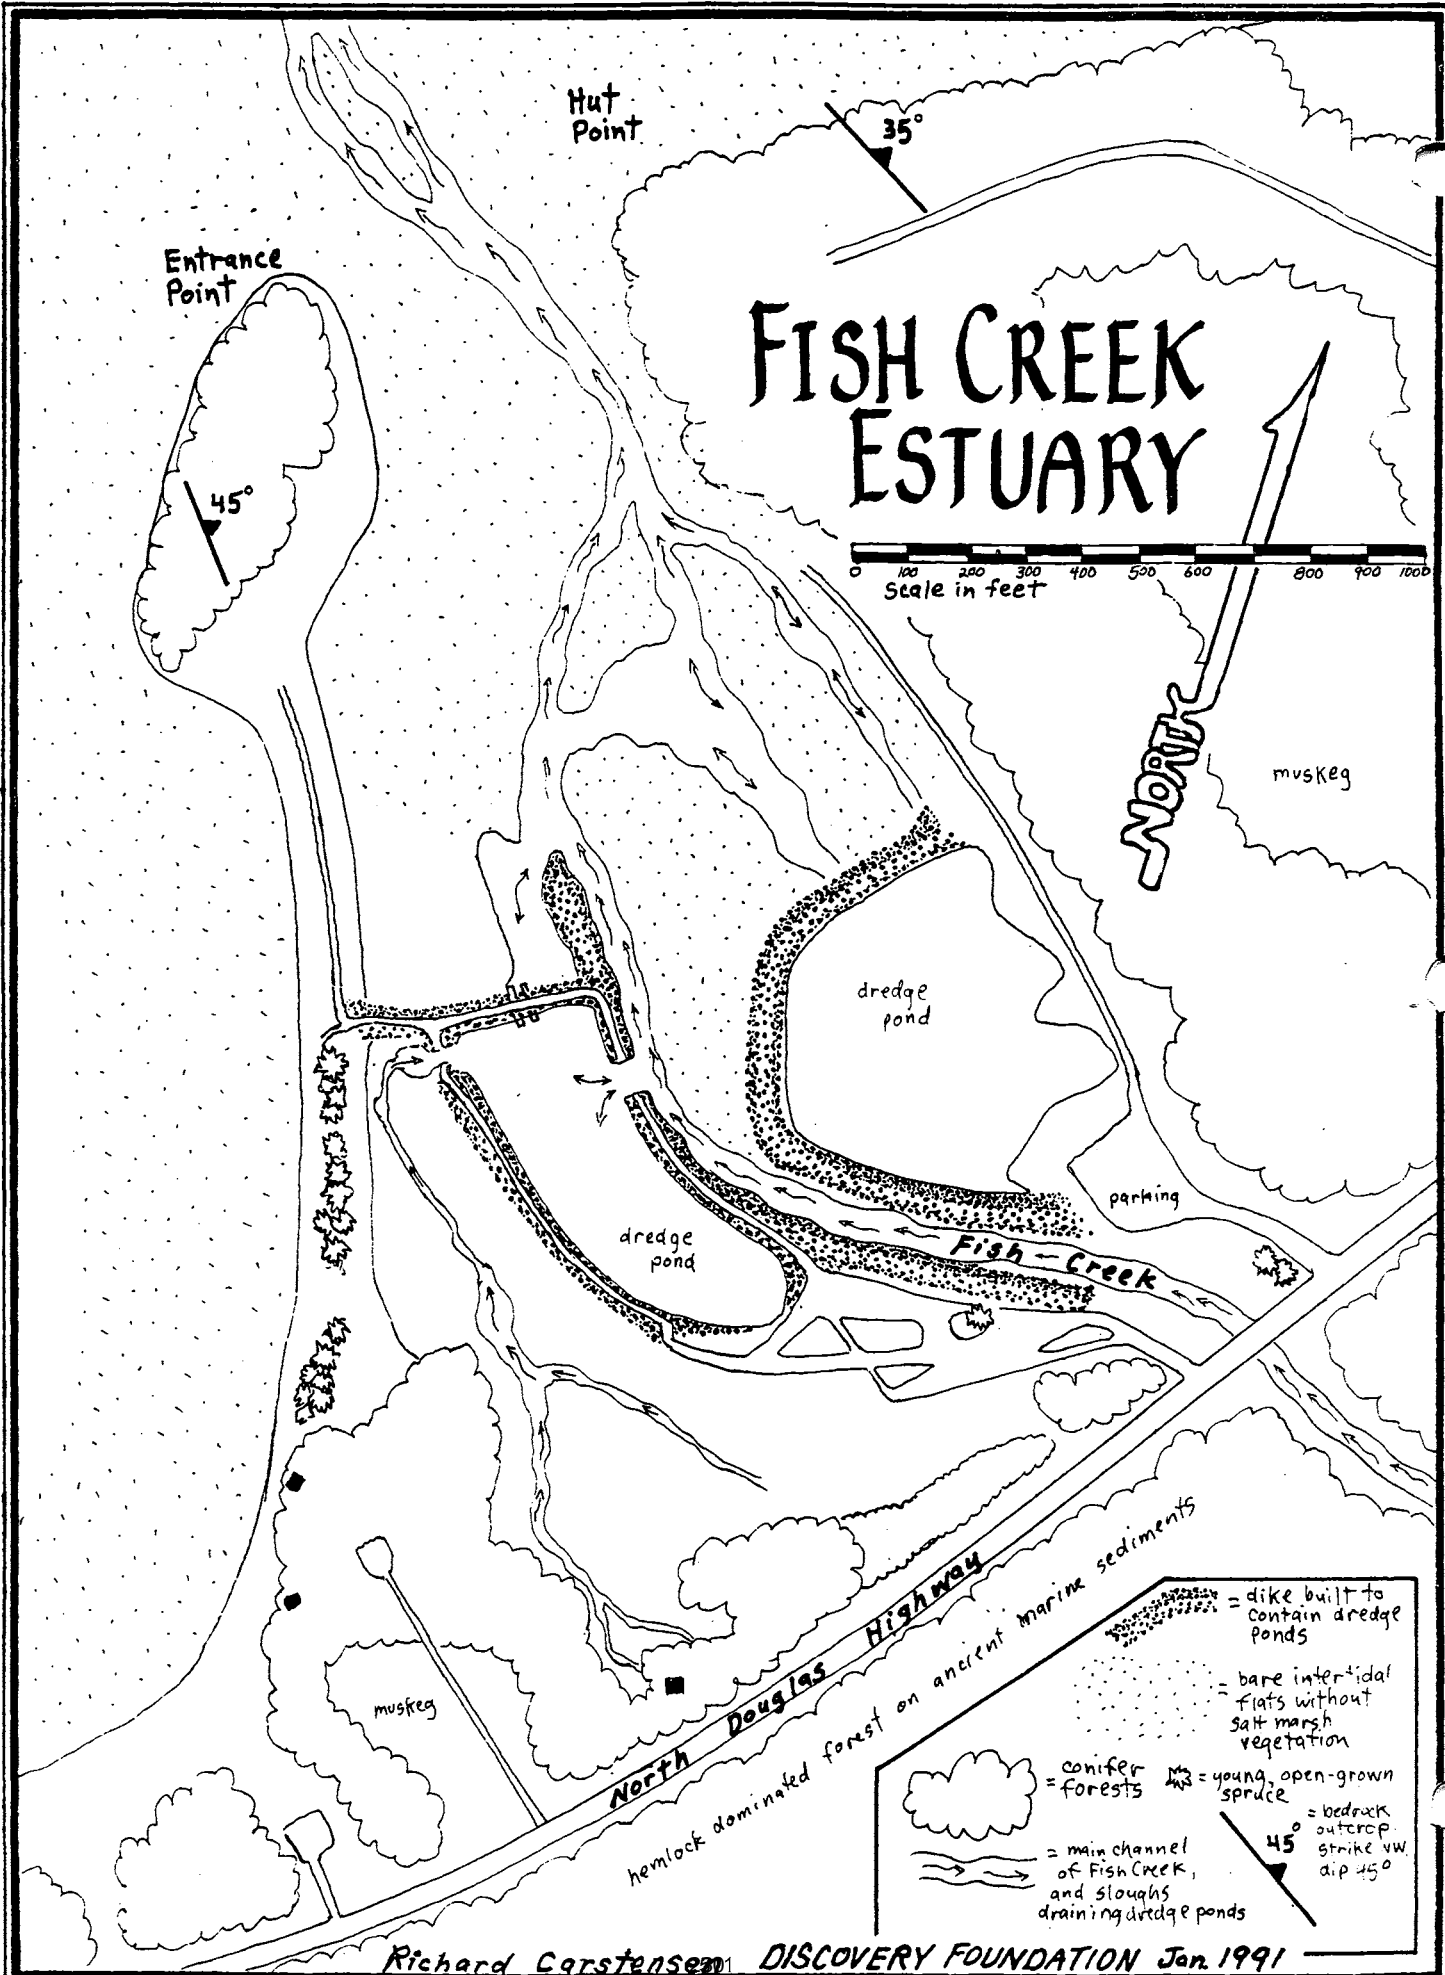 Hut
Point
35°
Entrance
Point
FISH CREEK
ESTUARY
45°
0 100 200 300 400 500 600 800 900 1000
Scale in feet
NORTH
muskeg
dredge
pond
parking
dredge
pond
Fish - Creek
muskeg
North Douglas Highway
hemlock dominated forest on ancient marine sediments
= dike built to
contain dredge
ponds
= bare intertidal
flats without
salt marsh
vegetation
= conifer
forests
= young, open-grown
spruce
= main channel
of Fish Creek,
and sloughs
draining dredge ponds
45°
= bedrock
outcrop
strike
dip 45°
Richard Carstensen DISCOVERY FOUNDATION Jan. 1991